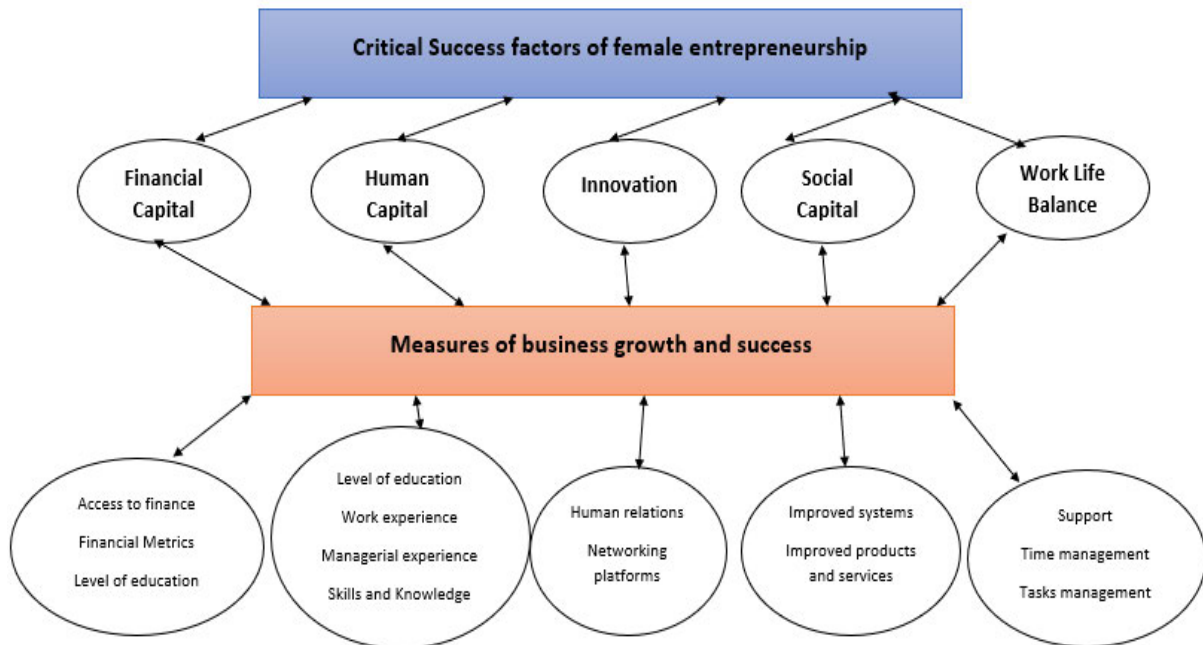 Critical Success factors of female entrepreneurship
Financial
Capital
Human
Capital
Innovation
Social
Capital
Work Life
Balance
Measures of business growth and success
Access to finance
Financial Metrics
Level of education
Level of education
Work experience
Managerial experience
Skills and Knowledge
Human relations
Networking
platforms
Improved systems
Improved products
and services
Support
Time management
Tasks management